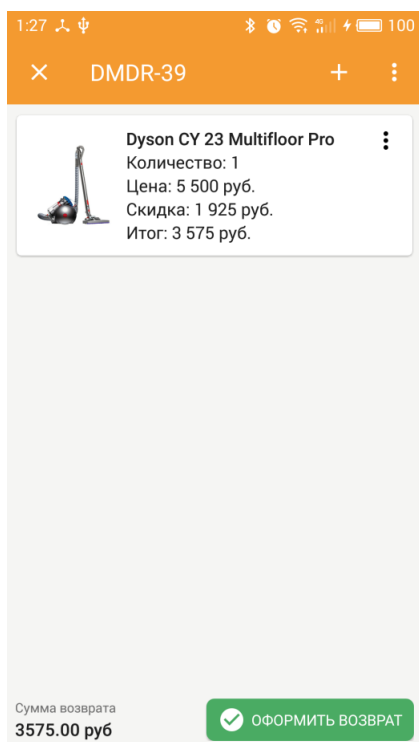 1:27 4G 100
DMDR-39
Dyson CY 23 Multifloor Pro
Количество: 1
Цена: 5 500 руб.
Скидка: 1 925 руб.
Итог: 3 575 руб.
Сумма возврата
3575.00 руб
ОФОРМИТЬ ВОЗВРАТ